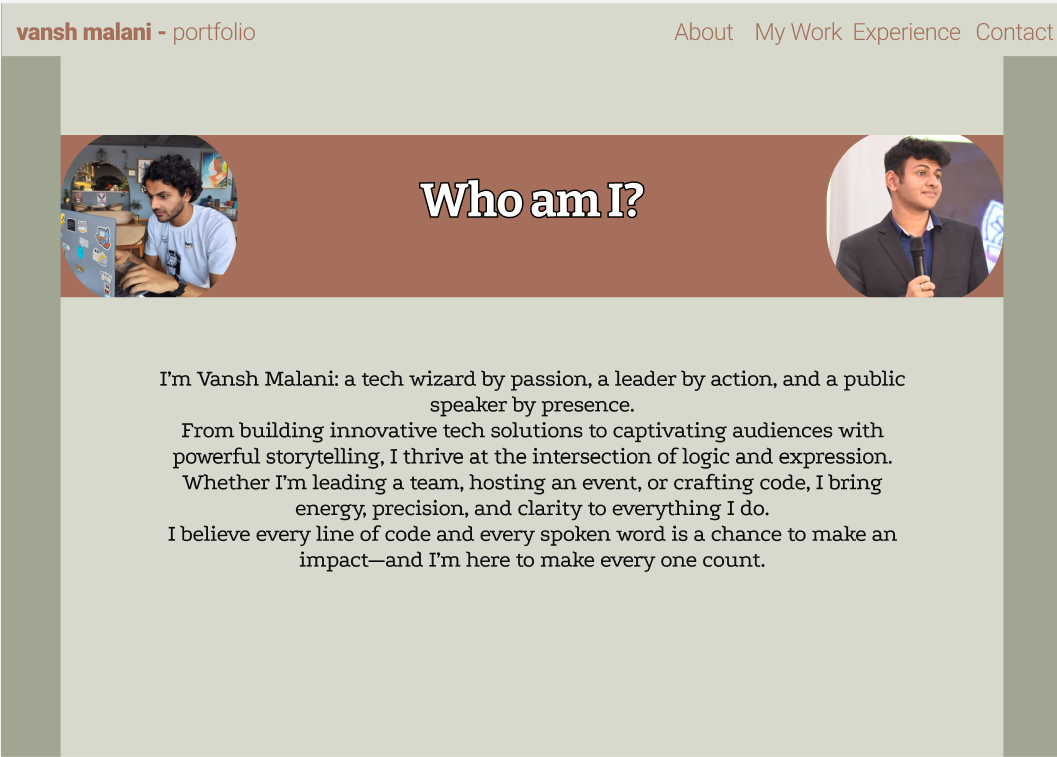 vansh malani - portfolio
About My Work Experience Contact
Who am I?
I'm Vansh Malani: a tech wizard by passion, a leader by action, and a public
speaker by presence.
From building innovative tech solutions to captivating audiences with
powerful storytelling, I thrive at the intersection of logic and expression.
Whether I'm leading a team, hosting an event, or crafting code, I bring
energy, precision, and clarity to everything I do.
I believe every line of code and every spoken word is a chance to make an
impact—and I'm here to make every one count.